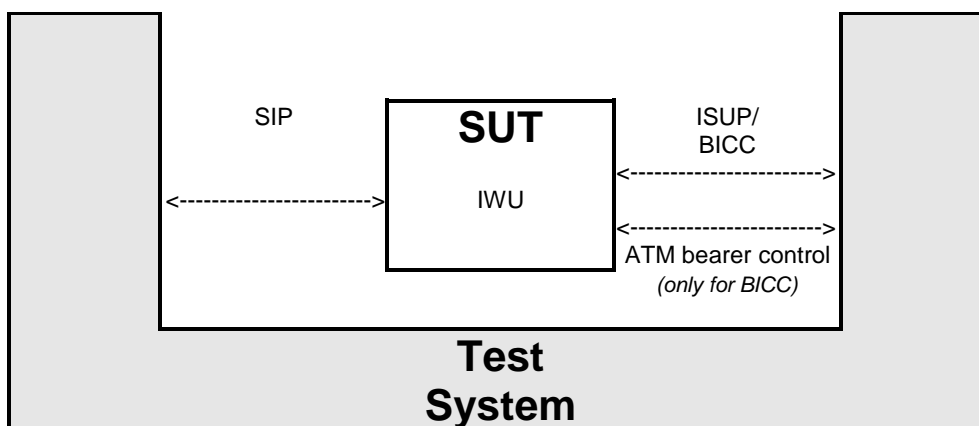 SIP
SUT
IWU
ISUP/
BICC
<----------------------->
<----------------------->
<----------------------->
ATM bearer control
(only for BICC)
Test
System